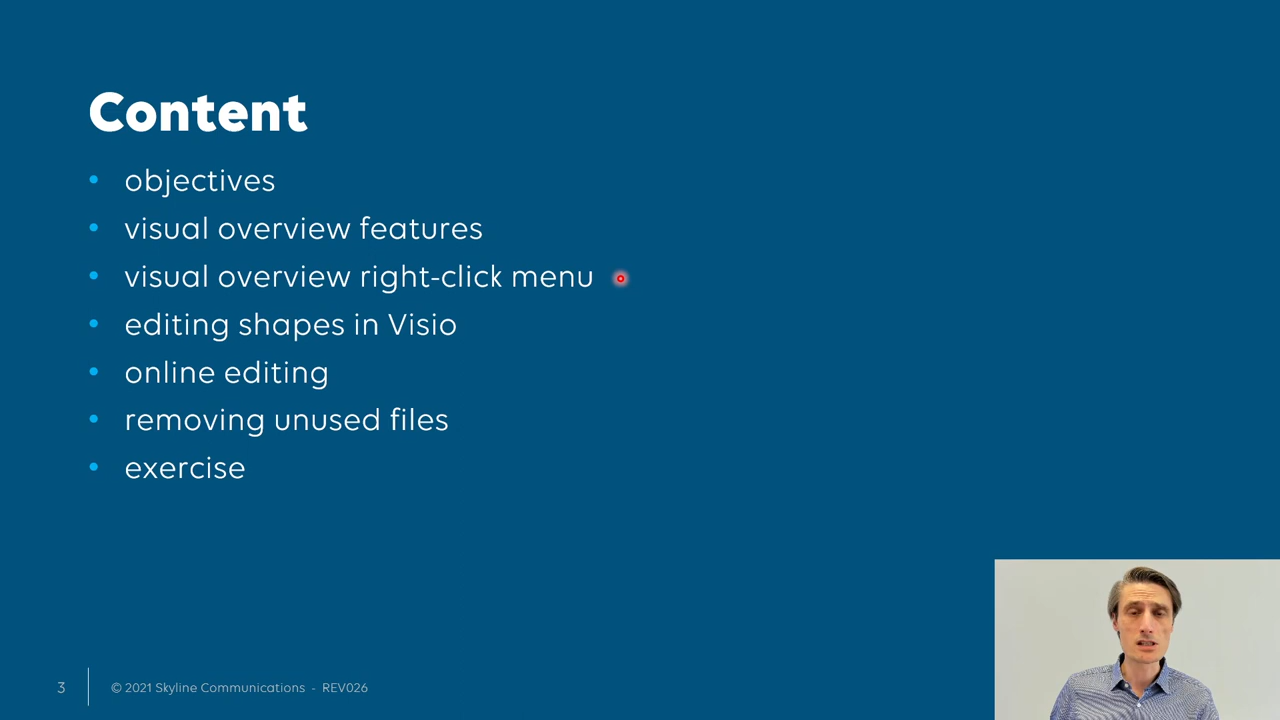 Content
• objectives
• visual overview features
• visual overview right-click menu
• editing shapes in Visio
• online editing
• removing unused files
• exercise
3
© 2021 Skyline Communications - REV026